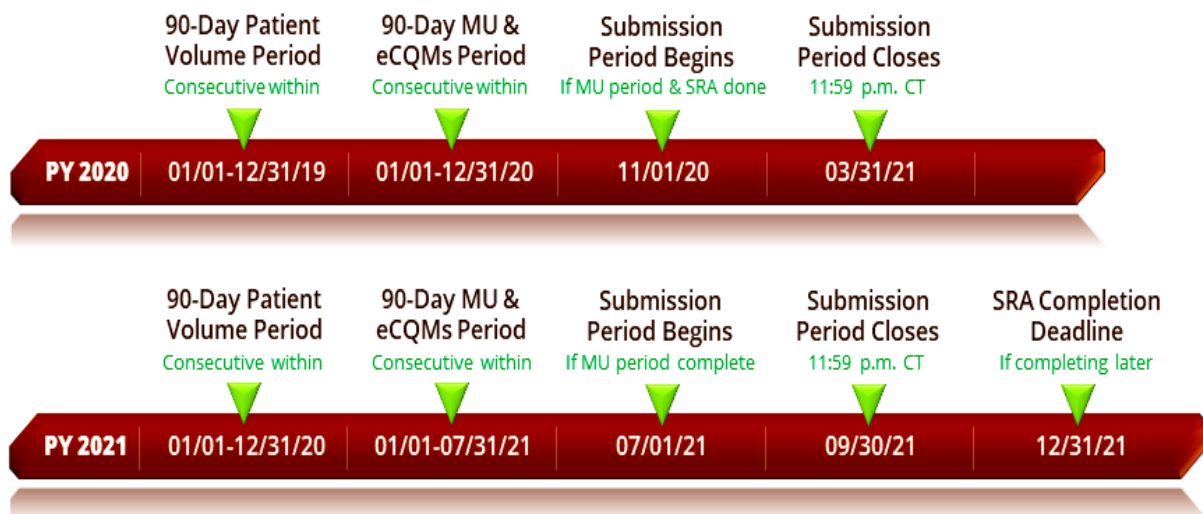 90-Day Patient
Volume Period
Consecutive within
90-Day MU &
eCQMs Period
Consecutive within
Submission
Period Begins
If MU period & SRA done
Submission
Period Closes
11:59 p.m. CT
PY 2020
01/01-12/31/19
01/01-12/31/20
11/01/20
03/31/21
90-Day Patient
Volume Period
Consecutive within
90-Day MU &
eCQMs Period
Consecutive within
Submission
Period Begins
If MU period complete
Submission
Period Closes
11:59 p.m. CT
SRA Completion
Deadline
If completing later
PY 2021
01/01-12/31/20
01/01-07/31/21
07/01/21
09/30/21
12/31/21